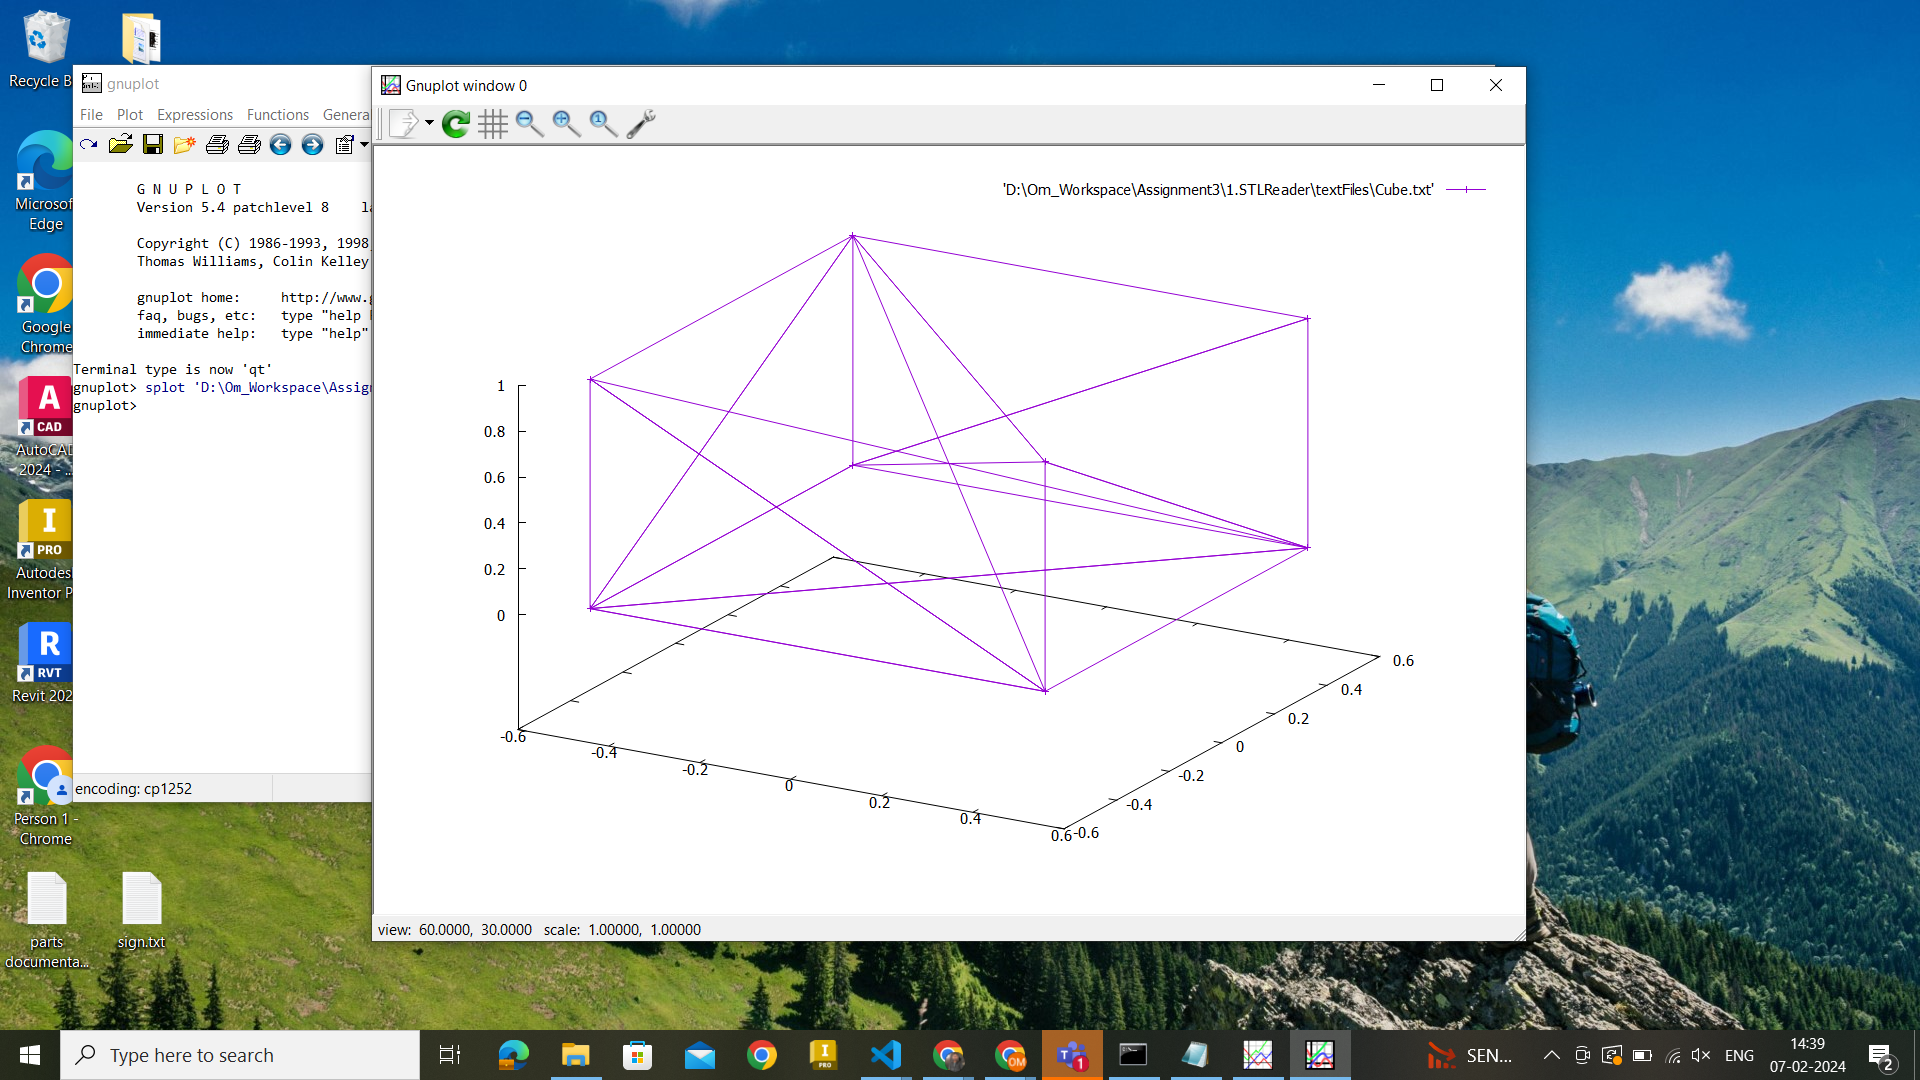 Recycle B
gnuplot
File Plot Expressions Functions Genera
G N U P L O T
Version 5.4 patchlevel 8 la
Copyright (C) 1986-1993, 1998,
Thomas Williams, Colin Kelley
gnuplot home: http://www.g
faq, bugs, etc: type "help
immediate help: type "help"
Terminal type is now 'qt'
gnuplot> splot 'D:\Om_Workspace\Assign
gnuplot>
encoding: cp1252
Gnuplot window 0
'D:\Om_Workspace\Assignment3\1.STLReader\textFiles\Cube.txt'
1
0.8
0.6
0.4
0.2
0
-0.6
-0.4
-0.2
0
0.2
0.4
0.6
-0.6
-0.4
-0.2
0
0.2
0.4
0.6
view: 60.0000, 30.0000 scale: 1.00000, 1.00000
Microsof
Edge
Google
Chrome
A
CAD
AutoCAD
2024 - ...
I
PRO
Autodes
Inventor P
R
RVT
Revit 202
Person 1 -
Chrome
parts
documenta...
sign.txt
Type here to search
I
PRO
OM
1
SEN...
ENG
14:39
07-02-2024
2